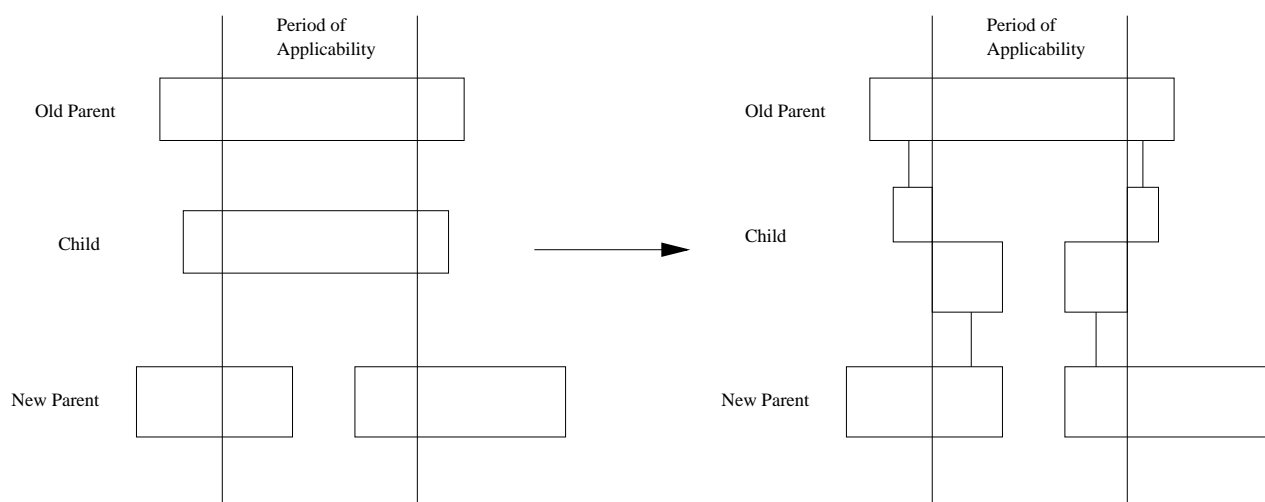 Period of
Applicability
Old Parent
Child
New Parent
Period of
Applicability
Old Parent
Child
New Parent